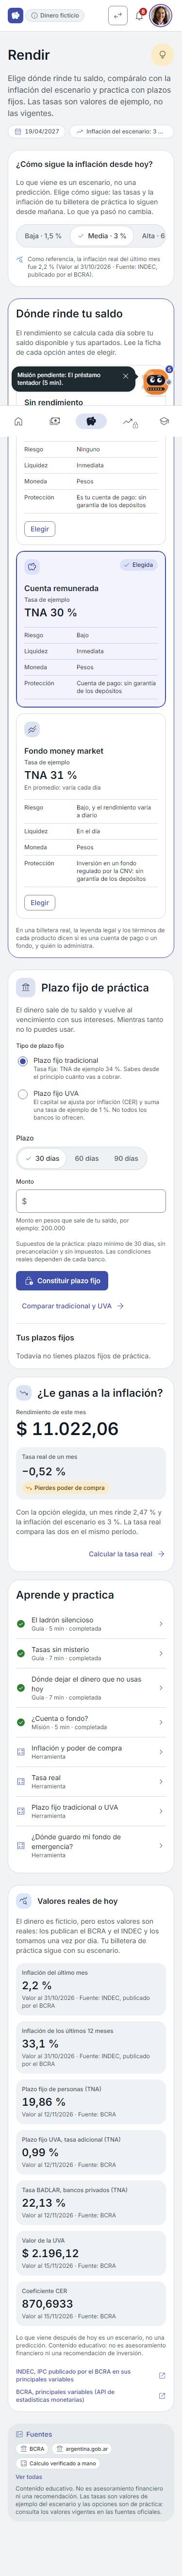 Dinero ficticio
8
Rendir
Elige dónde rinde tu saldo, compáralo con la
inflación del escenario y practica con plazos
fijos. Las tasas son valores de ejemplo, no
las vigentes.
19/04/2027
Inflación del escenario: 3 ...
¿Cómo sigue la inflación desde hoy?
Lo que viene es un escenario, no una
predicción. Elige cómo sigue: las tasas y la
inflación de tu billetera de práctica lo siguen
desde mañana. Lo que ya pasó no cambia.
Baja · 1,5 %
Media · 3 %
Alta · 6
Como referencia, la inflación real del último mes
fue 2,2 % (Valor al 31/10/2026 · Fuente: INDEC,
publicado por el BCRA).
Dónde rinde tu saldo
El rendimiento se calcula cada día sobre tu
saldo disponible y tus apartados. Lee la ficha
de cada opción antes de elegir.
Misión pendiente: El préstamo
tentador (5 min).
5
Sin rendimiento
Riesgo
Ninguno
Liquidez
Inmediata
Moneda
Pesos
Protección
Es tu cuenta de pago: sin
garantía de los depósitos
Elegir
Elegida
Cuenta remunerada
Tasa de ejemplo
TNA 30 %
Riesgo
Bajo
Liquidez
Inmediata
Moneda
Pesos
Protección
Cuenta de pago: sin garantía
de los depósitos
Fondo money market
Tasa de ejemplo
TNA 31 %
En promedio: varía cada día
Riesgo
Bajo, y el rendimiento varía
a diario
Liquidez
En el día
Moneda
Pesos
Protección
Inversión en un fondo
regulado por la CNV: sin
garantía de los depósitos
Elegir
En una billetera real, la leyenda legal y los términos de
cada producto dicen si es una cuenta de pago o un
fondo, y quién lo administra.
Plazo fijo de práctica
El dinero sale de tu saldo y vuelve al
vencimiento con sus intereses. Mientras tanto
no lo puedes usar.
Tipo de plazo fijo
Plazo fijo tradicional
Tasa fija: TNA de ejemplo 34 %. Sabes desde
el principio cuánto vas a cobrar.
Plazo fijo UVA
El capital se ajusta por inflación (CER) y suma
una tasa de ejemplo de 1 %. No todos los
bancos lo ofrecen.
Plazo
30 días
60 días
90 días
Monto
$
Monto en pesos que sale de tu saldo, por
ejemplo: 200.000
Supuestos de la práctica: plazo mínimo de 30 días, sin
precancelación y sin impuestos. Las condiciones
reales dependen de cada banco.
Constituir plazo fijo
Comparar tradicional y UVA
Tus plazos fijos
Todavía no tienes plazos fijos de práctica.
¿Le ganas a la inflación?
Rendimiento de este mes
$ 11.022,06
Tasa real de un mes
−0,52 %
Pierdes poder de compra
Con la opción elegida, un mes rinde 2,47 % y
la inflación del escenario es 3 %. La tasa real
compara las dos en el mismo período.
Calcular la tasa real
Aprende y practica
El ladrón silencioso
Guía · 5 min · completada
Tasas sin misterio
Guía · 7 min · completada
Dónde dejar el dinero que no usas
hoy
Guía · 7 min · completada
¿Cuenta o fondo?
Misión · 5 min · completada
Inflación y poder de compra
Herramienta
Tasa real
Herramienta
Plazo fijo tradicional o UVA
Herramienta
¿Dónde guardo mi fondo de
emergencia?
Herramienta
Valores reales de hoy
El dinero es ficticio, pero estos valores son
reales: los publican el BCRA y el INDEC y los
tomamos una vez por día. Tu billetera de
práctica sigue con su escenario.
Inflación del último mes
2,2 %
Valor al 31/10/2026 · Fuente: INDEC, publicado
por el BCRA
Inflación de los últimos 12 meses
33,1 %
Valor al 31/10/2026 · Fuente: INDEC, publicado
por el BCRA
Plazo fijo de personas (TNA)
19,86 %
Valor al 12/11/2026 · Fuente: BCRA
Plazo fijo UVA, tasa adicional (TNA)
0,99 %
Valor al 12/11/2026 · Fuente: BCRA
Tasa BADLAR, bancos privados (TNA)
22,13 %
Valor al 12/11/2026 · Fuente: BCRA
Valor de la UVA
$ 2.196,12
Valor al 15/11/2026 · Fuente: BCRA
Coeficiente CER
870,6933
Valor al 15/11/2026 · Fuente: BCRA
Lo que viene después de hoy es un escenario, no una
predicción. Contenido educativo: no es asesoramiento
financiero ni una recomendación de inversión.
INDEC, IPC publicado por el BCRA en sus
principales variables
BCRA, principales variables (API de
estadísticas monetarias)
Fuentes
BCRA
argentina.gob.ar
Cálculo verificado a mano
Ver todas
Contenido educativo. No es asesoramiento financiero
ni una recomendación. Las tasas son valores de
ejemplo del escenario y las opciones son de práctica:
consulta los valores vigentes en las fuentes oficiales.